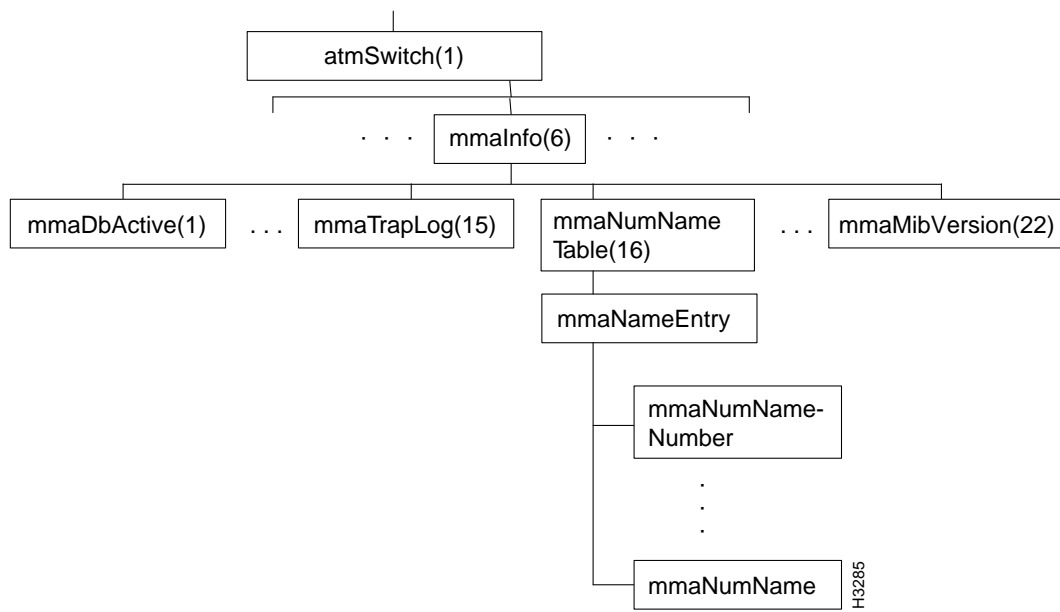 atmSwitch(1)
. . . mmaInfo(6) . . .
mmaDbActive(1) . . . mmaTrapLog(15) mmaNumName . . . mmaMibVersion(22)
Table(16)
mmaNameEntry
mmaNumName-
Number
.
.
.
mmaNumName
H3285